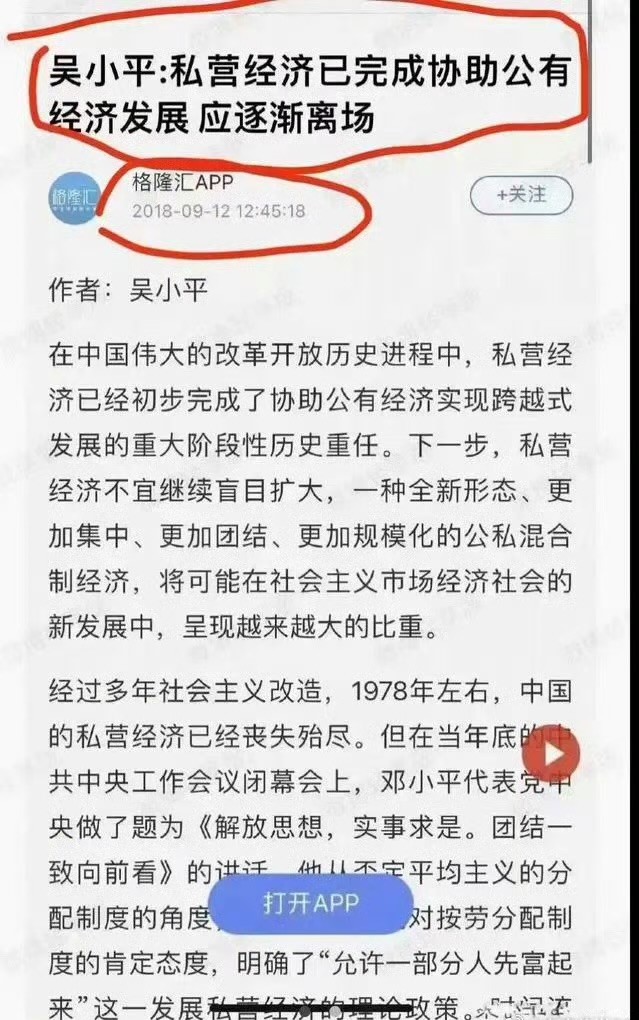 吴小平:私营经济已完成协助公有
经济发展 应逐渐离场
格隆汇
格隆汇APP
2018-09-12 12:45:18
+关注
作者：吴小平
在中国伟大的改革开放历史进程中，私营经
济已经初步完成了协助公有经济实现跨越式
发展的重大阶段性历史重任。下一步，私营
经济不宜继续盲目扩大，一种全新形态、更
加集中、更加团结、更加规模化的公私混合
制经济，将可能在社会主义市场经济社会的
新发展中，呈现越来越大的比重。
经过多年社会主义改造，1978年左右，中国
的私营经济已经丧失殆尽。但在当年底的中
共中央工作会议闭幕会上，邓小平代表党中
央做了题为《解放思想，实事求是。团结一
致向前看》的讲话，他从否定平均主义的分
配制度的角度
对按劳分配制
打开APP
度的肯定态度，明确了“允许一部分人先富起
来”这一发展私营经济的理论政策。时间流